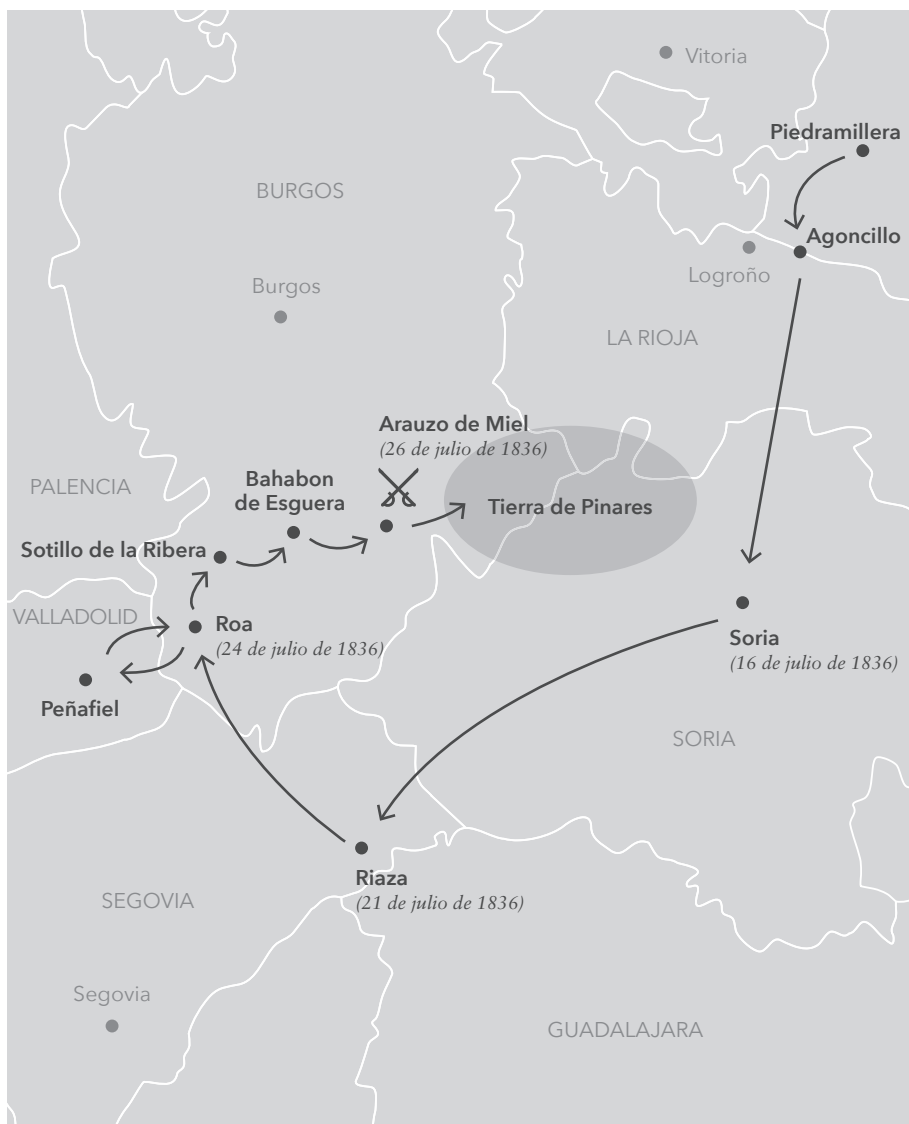 Vitoria
Piedramillera
BURGOS
Agoncillo
Logroño
Burgos
LA RIOJA
Arauzo de Miel
(26 de julio de 1836)
Bahabon
de Esguera
PALENCIA
Tierra de Pinares
Sotillo de la Ribera
VALLADOLID
Roa
(24 de julio de 1836)
Soria
(16 de julio de 1836)
Peñafiel
SORIA
Riaza
(21 de julio de 1836)
SEGOVIA
Segovia
GUADALAJARA